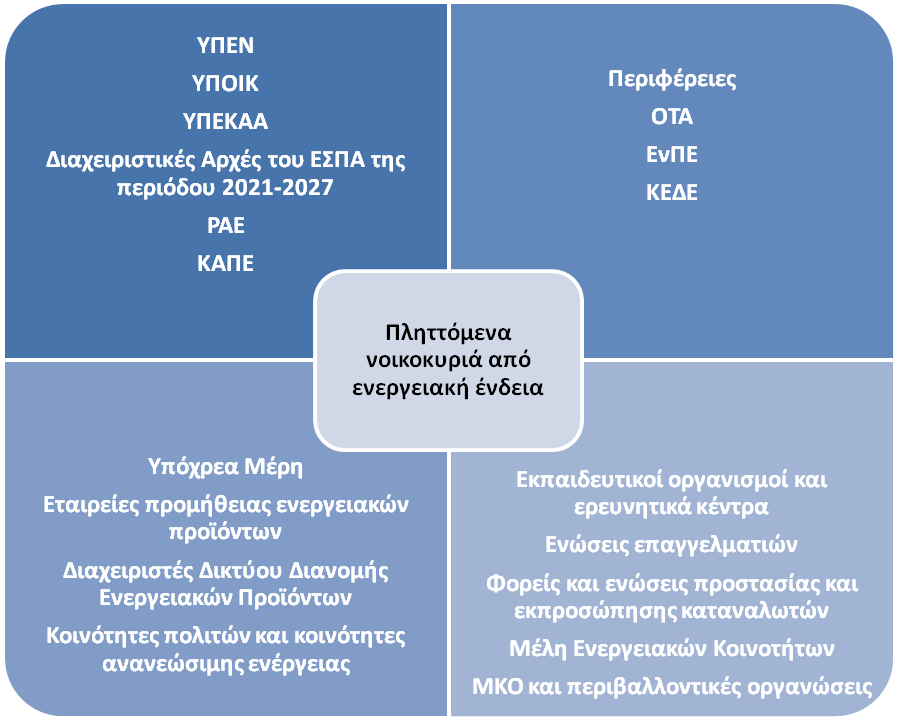 ΥΠΕΝ
ΥΠΟΙΚ
ΥΠΕΚΑΑ
Διαχειριστικές Αρχές του ΕΣΠΑ της
περιόδου 2021-2027
ΡΑΕ
ΚΑΠΕ
Περιφέρειες
ΟΤΑ
ΕνΠΕ
ΚΕΔΕ
Πληττόμενα
νοικοκυριά από
ενεργειακή ένδεια
Υπόχρεα Μέρη
Εταιρείες προμήθειας ενεργειακών
προϊόντων
Διαχειριστές Δικτύου Διανομής
Ενεργειακών Προϊόντων
Κοινότητες πολιτών και κοινότητες
ανανεώσιμης ενέργειας
Εκπαιδευτικοί οργανισμοί και
ερευνητικά κέντρα
Ενώσεις επαγγελματιών
Φορείς και ενώσεις προστασίας και
εκπροσώπησης καταναλωτών
Μέλη Ενεργειακών Κοινοτήτων
ΜΚΟ και περιβαλλοντικές οργανώσεις